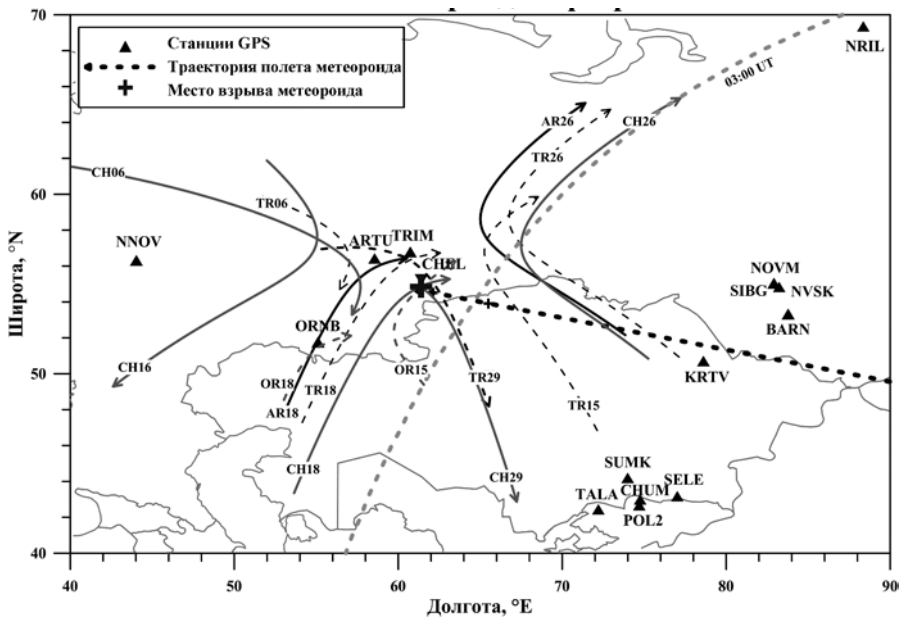 70
60
50
40
40
50
60
70
80
90
Широта, °N
Долгота, °E
Станции GPS
Траектория полета метеороида
Место взрыва метеороида
03:00 UT
NRIL
CH06
TR06
NNOV
ARTU
TRIM
AR26
TR26
CH26
NOVM
SIBG
NVSK
BARN
ORNB
KRTV
CH16
OR18
TR18
AR18
OR15
TR29
TR15
CH18
CH29
SUMK
CHUM
SELE
TALA
POL2